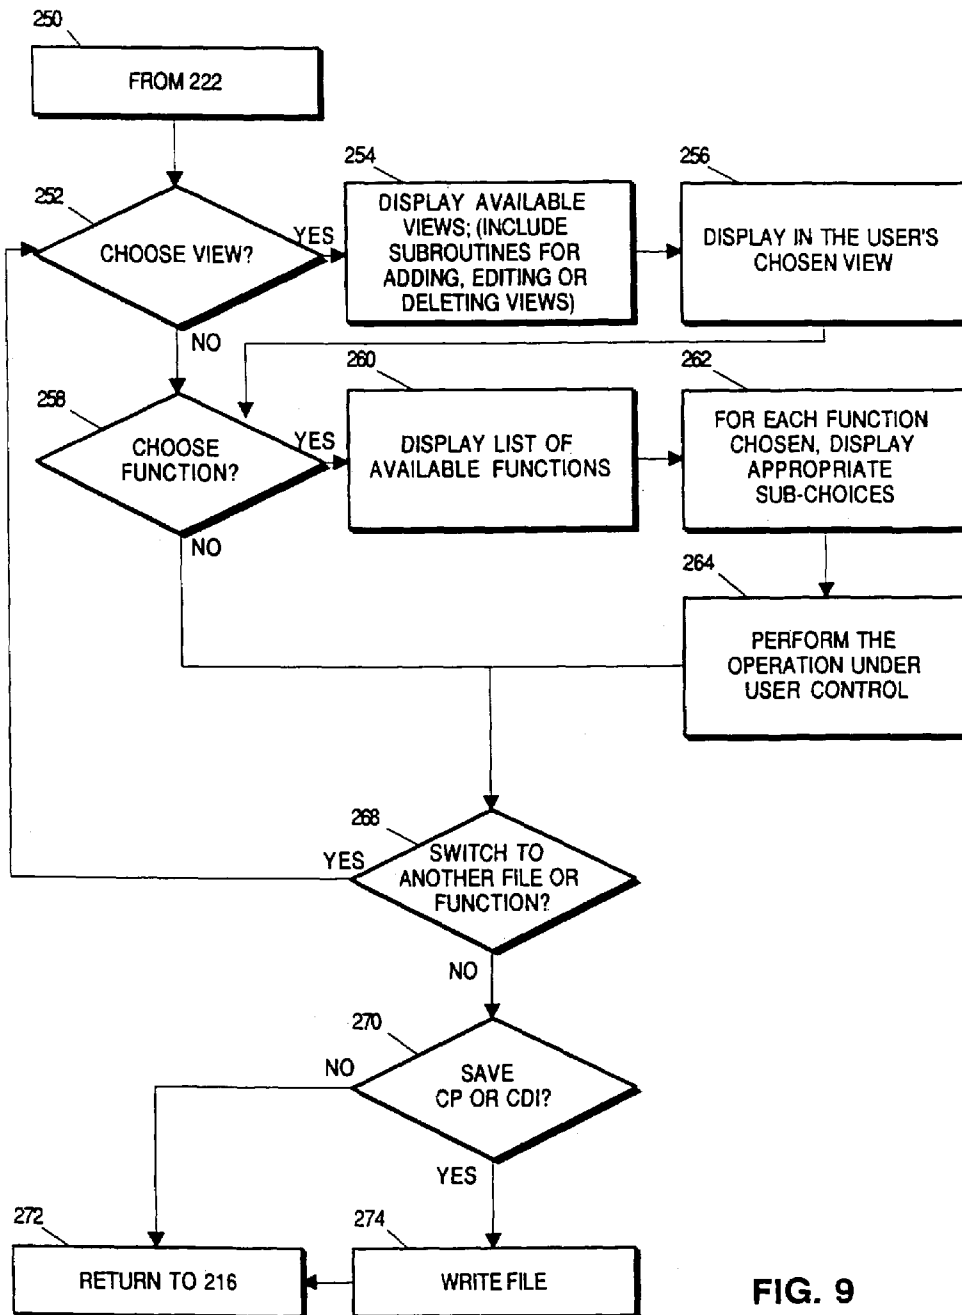 250
FROM 222
252
CHOOSE VIEW?
YES
NO
254
DISPLAY AVAILABLE
VIEWS; (INCLUDE
SUBROUTINES FOR
ADDING, EDITING OR
DELETING VIEWS)
256
DISPLAY IN THE USER'S
CHOSEN VIEW
258
CHOOSE
FUNCTION?
YES
NO
260
DISPLAY LIST OF
AVAILABLE FUNCTIONS
262
FOR EACH FUNCTION
CHOSEN, DISPLAY
APPROPRIATE
SUB-CHOICES
264
PERFORM THE
OPERATION UNDER
USER CONTROL
268
YES
SWITCH TO
ANOTHER FILE OR
FUNCTION?
NO
270
NO
SAVE
CP OR CDI?
YES
272
RETURN TO 216
274
WRITE FILE
FIG. 9